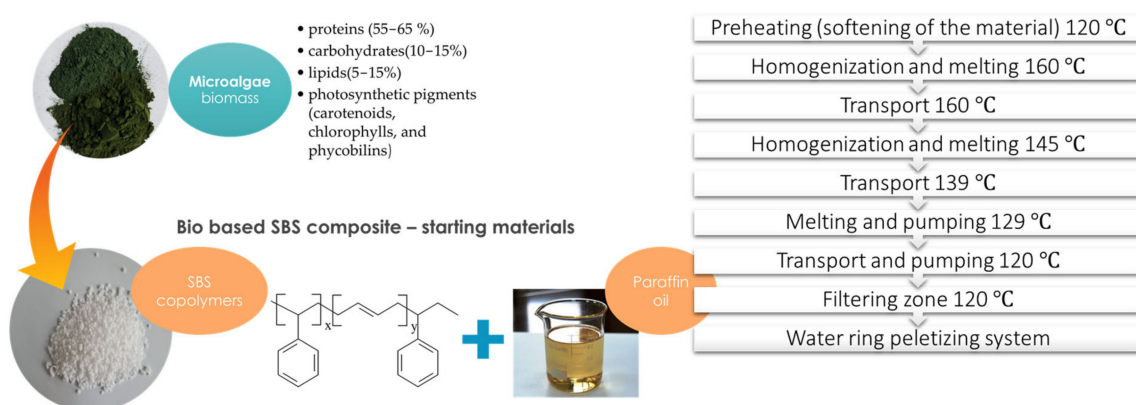 • proteins (55–65 %)
• carbohydrates(10–15%)
• lipids(5–15%)
• photosynthetic pigments
(carotenoids,
chlorophylls, and
phycobilins)
Microalgae
biomass
Bio based SBS composite – starting materials
SBS
copolymers
x
y
Paraffin
oil
Preheating (softening of the material) 120 °C
Homogenization and melting 160 °C
Transport 160 °C
Homogenization and melting 145 °C
Transport 139 °C
Melting and pumping 129 °C
Transport and pumping 120 °C
Filtering zone 120 °C
Water ring peletizing system